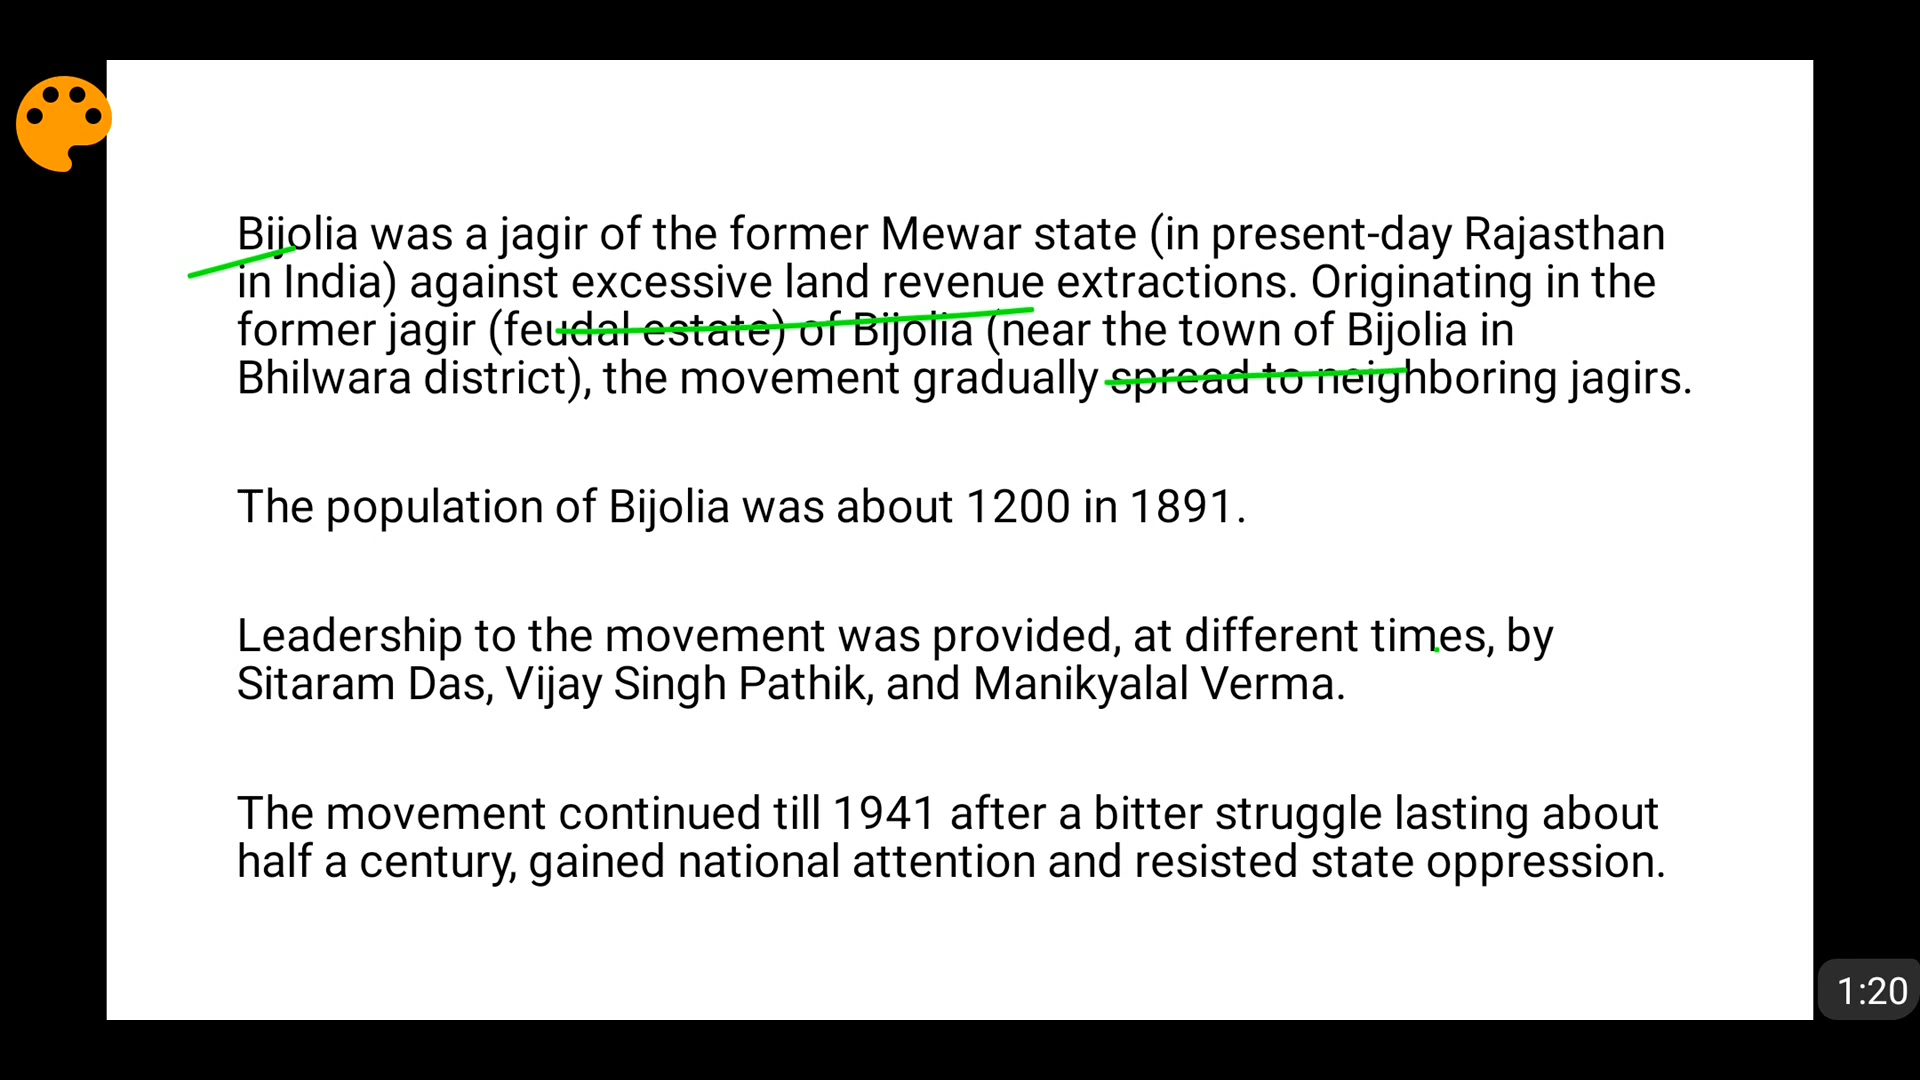 Bijolia was a jagir of the former Mewar state (in present-day Rajasthan
in India) against excessive land revenue extractions. Originating in the
former jagir (feudal estate) of Bijolia (near the town of Bijolia in
Bhilwara district), the movement gradually spread to neighboring jagirs.
The population of Bijolia was about 1200 in 1891.
Leadership to the movement was provided, at different times, by
Sitaram Das, Vijay Singh Pathik, and Manikyalal Verma.
The movement continued till 1941 after a bitter struggle lasting about
half a century, gained national attention and resisted state oppression.
1:20